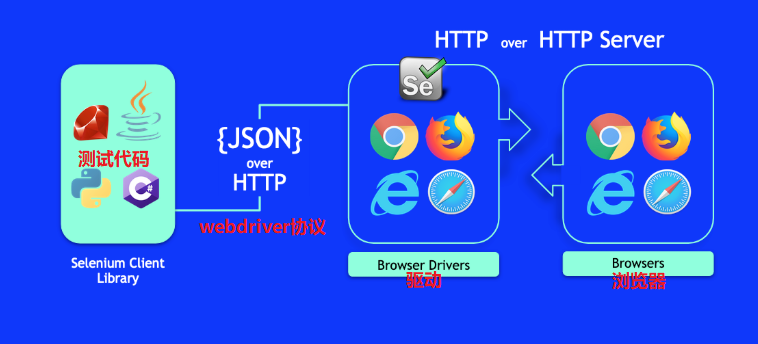 HTTP over HTTP Server
Se
测试代码
C#
{JSON}
over
HTTP
webdriver协议
Selenium Client
Library
Browser Drivers
驱动
Browsers
浏览器